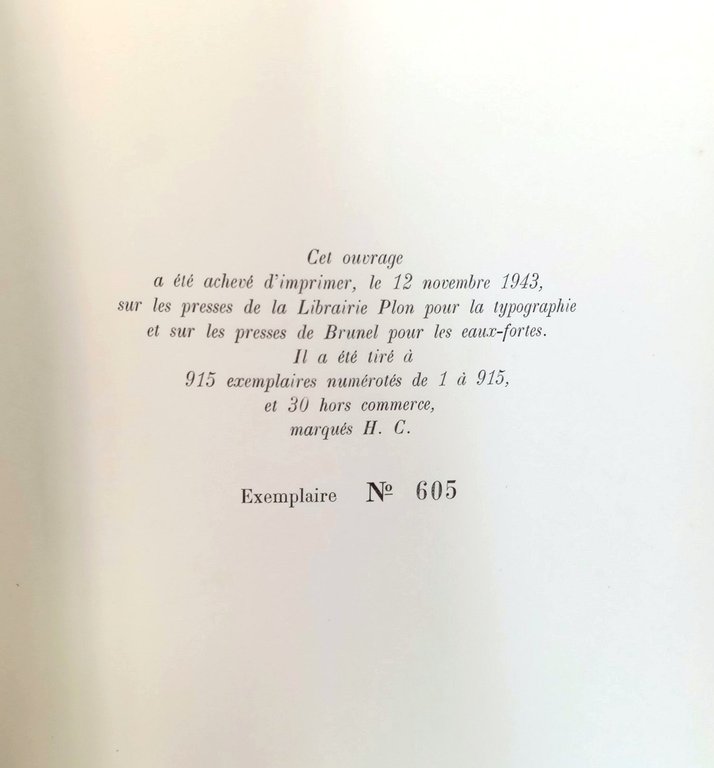 Cet ouvrage
a été achevé d'imprimer, le 12 novembre 1943,
sur les presses de la Librairie Plon pour la typographie
et sur les presses de Brunel pour les eaux-fortes.
Il a été tiré à
915 exemplaires numérotés de 1 à 915,
et 30 hors commerce,
marqués H. C.
Exemplaire Nº 605